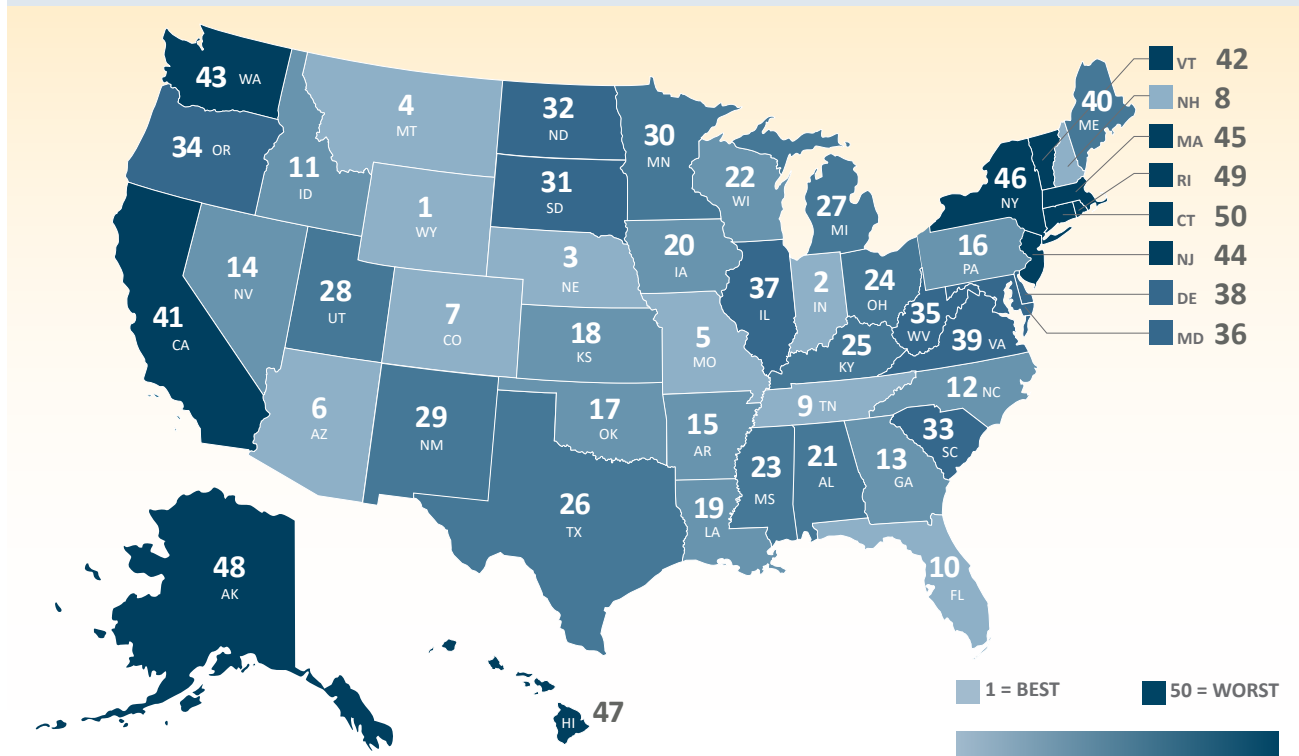 43 WA
4
MT
32
ND
30
MN
40
ME
VT 42
NH 8
MA 45
RI 49
CT 50
NJ 44
DE 38
MD 36
34 OR
11
ID
1
WY
31
SD
22
WI
27
MI
46
NY
14
NV
28
UT
3
NE
20
IA
37
IL
2
IN
24
OH
16
PA
41
CA
7
CO
18
KS
5
MO
25
KY
35
WV
39 VA
6
AZ
29
NM
17
OK
15
AR
9 TN
12 NC
33
SC
26
TX
19
LA
23
MS
21
AL
13
GA
10
FL
48
AK
HI 47
1 = BEST
50 = WORST